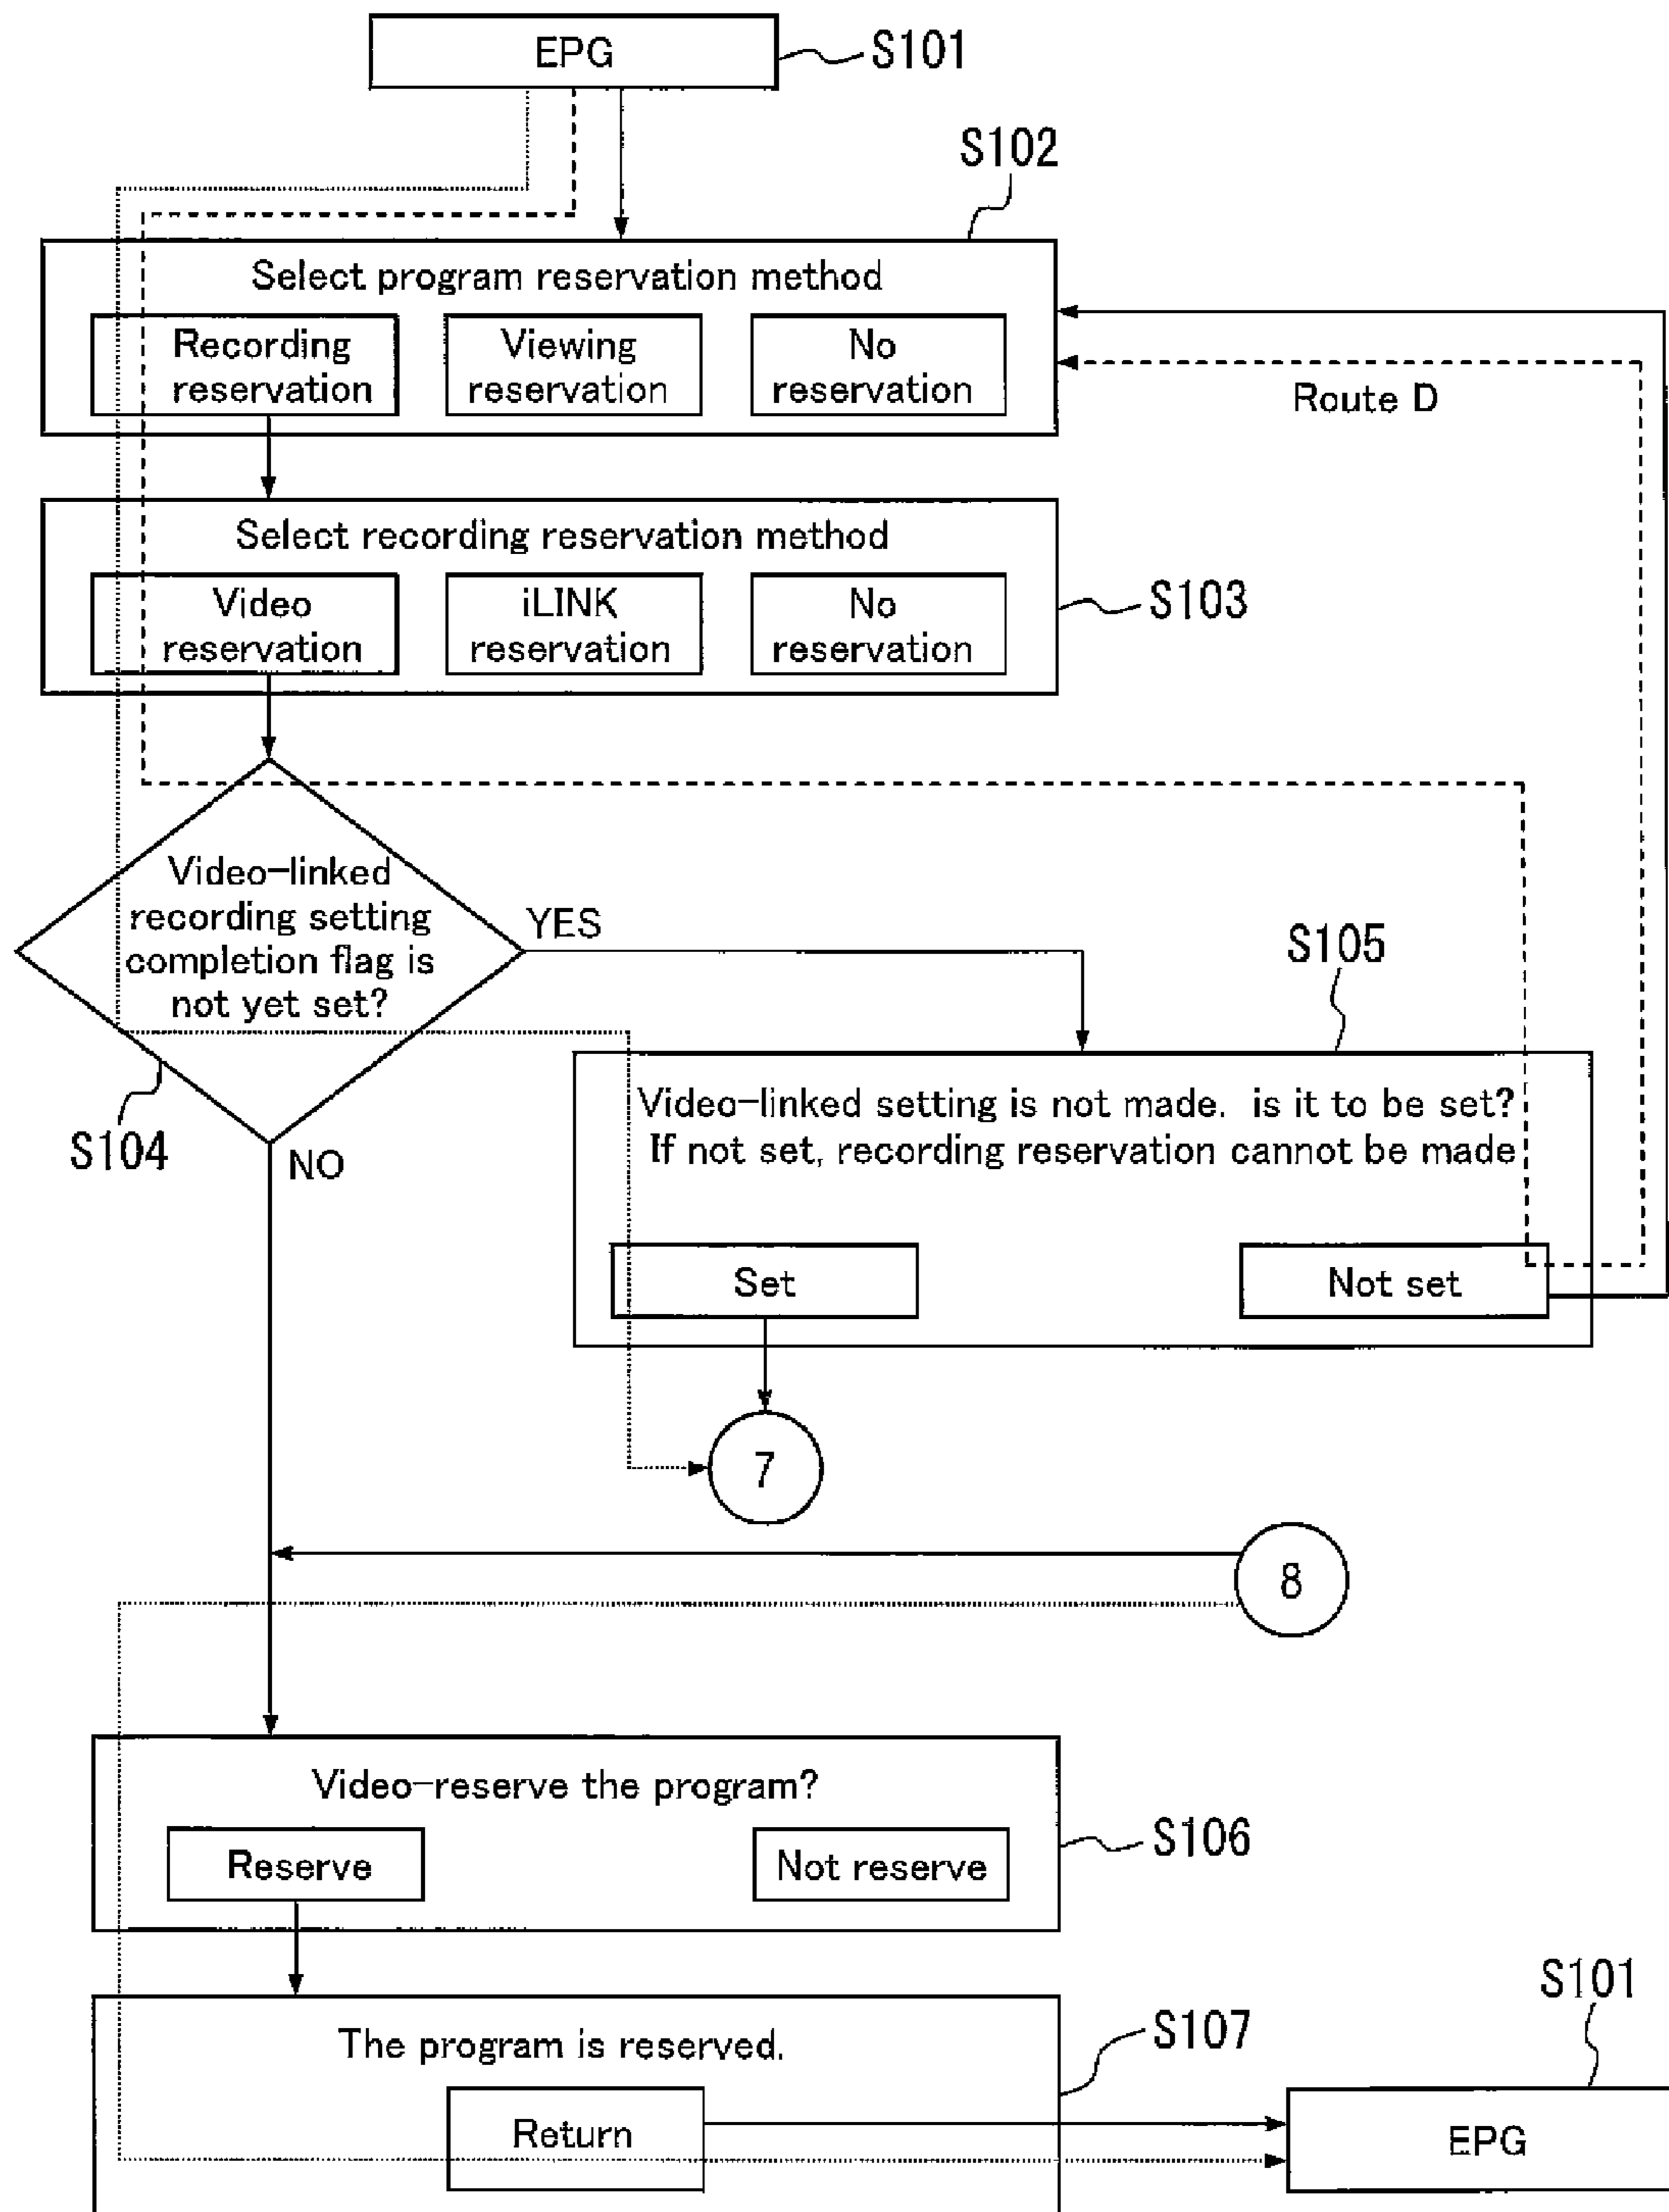 EPG
S101
S102
Select program reservation method
Recording
reservation
Viewing
reservation
No
reservation
Route D
Select recording reservation method
Video
reservation
iLINK
reservation
No
reservation
S103
Video-linked
recording setting
completion flag is
not yet set?
YES
S104
NO
S105
Video-linked setting is not made. is it to be set?
If not set, recording reservation cannot be made
Set
Not set
7
8
Video-reserve the program?
Reserve
Not reserve
S106
The program is reserved.
Return
S107
S101
EPG